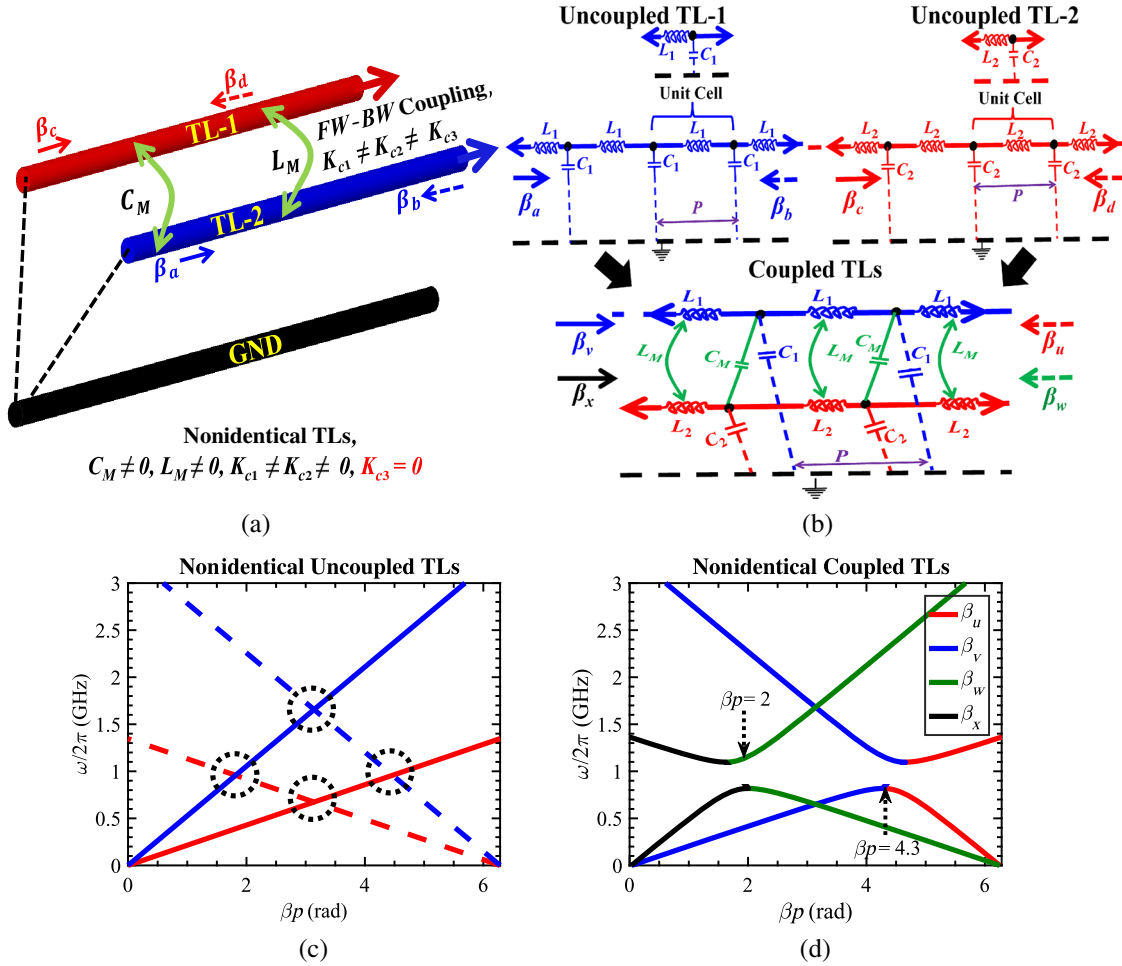 β_d
β_c
TL-1
FW-BW Coupling,
K_c1 ≠ K_c2 ≠ K_c3
L_M
C_M
TL-2
β_b
β_a
GND
Nonidentical TLs,
C_M ≠ 0, L_M ≠ 0, K_c1 ≠ K_c2 ≠ 0, K_c3 = 0
(a)
Uncoupled TL-1 Uncoupled TL-2
L_1 C_1 L_2 C_2
Unit Cell Unit Cell
L_1 L_1 L_1 L_1 L_2 L_2 L_2 L_2
C_1 C_1 C_1 C_2 C_2 C_2
β_a P β_b β_c P β_d
Coupled TLs
L_1 L_1 L_1
β_v L_M C_M C_1 L_M C_M C_1 L_M β_u
β_x β_w
L_2 C_2 L_2 C_2 L_2
P
(b)
Nonidentical Uncoupled TLs
ω/2π (GHz)
3
2.5
2
1.5
1
0.5
0
0 2 4 6
βp (rad)
(c)
Nonidentical Coupled TLs
ω/2π (GHz)
3
2.5
2
1.5
1
0.5
0
β_u
β_v
β_w
β_x
βp = 2
βp = 4.3
0 2 4 6
βp (rad)
(d)